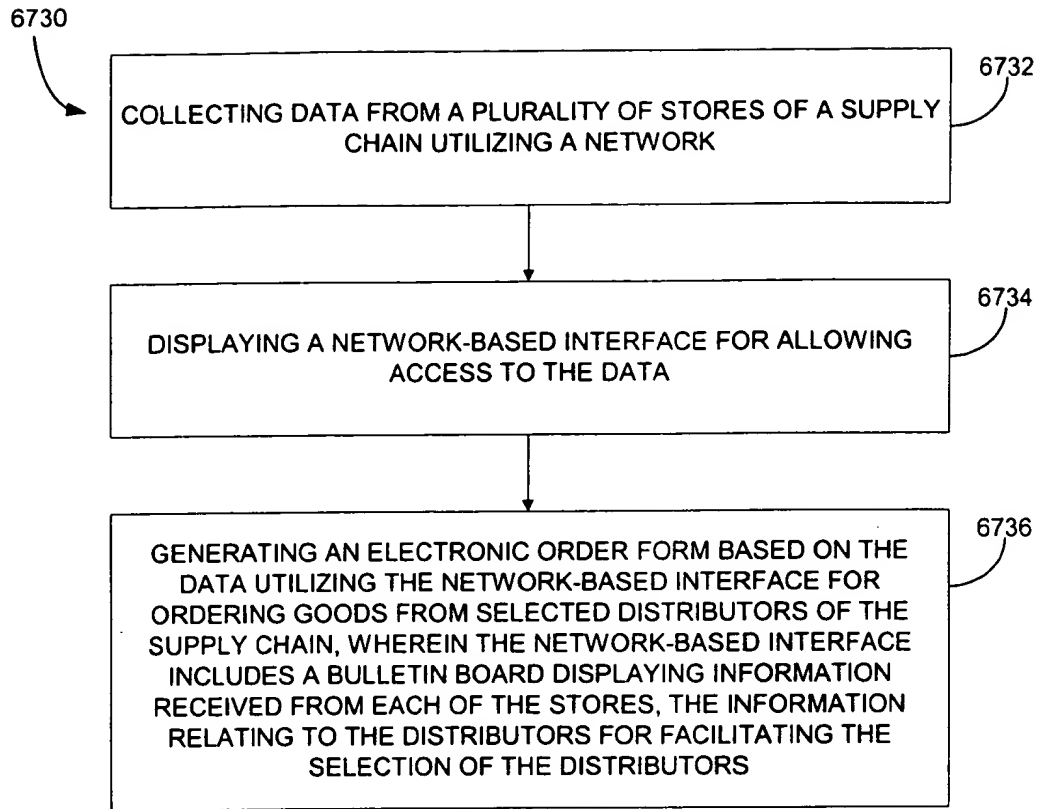 6730
6732
COLLECTING DATA FROM A PLURALITY OF STORES OF A SUPPLY
CHAIN UTILIZING A NETWORK
6734
DISPLAYING A NETWORK-BASED INTERFACE FOR ALLOWING
ACCESS TO THE DATA
6736
GENERATING AN ELECTRONIC ORDER FORM BASED ON THE
DATA UTILIZING THE NETWORK-BASED INTERFACE FOR
ORDERING GOODS FROM SELECTED DISTRIBUTORS OF THE
SUPPLY CHAIN, WHEREIN THE NETWORK-BASED INTERFACE
INCLUDES A BULLETIN BOARD DISPLAYING INFORMATION
RECEIVED FROM EACH OF THE STORES, THE INFORMATION
RELATING TO THE DISTRIBUTORS FOR FACILITATING THE
SELECTION OF THE DISTRIBUTORS